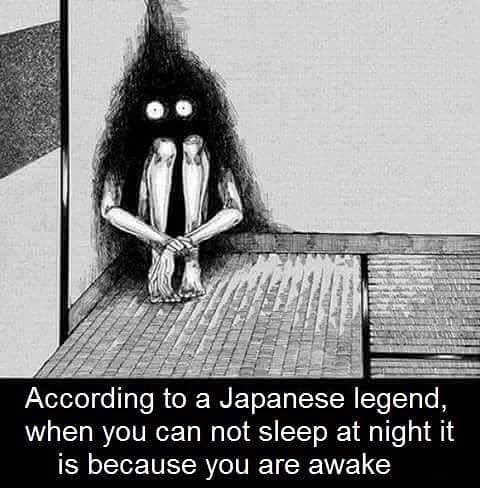 According to a Japanese legend,
when you can not sleep at night it
is because you are awake